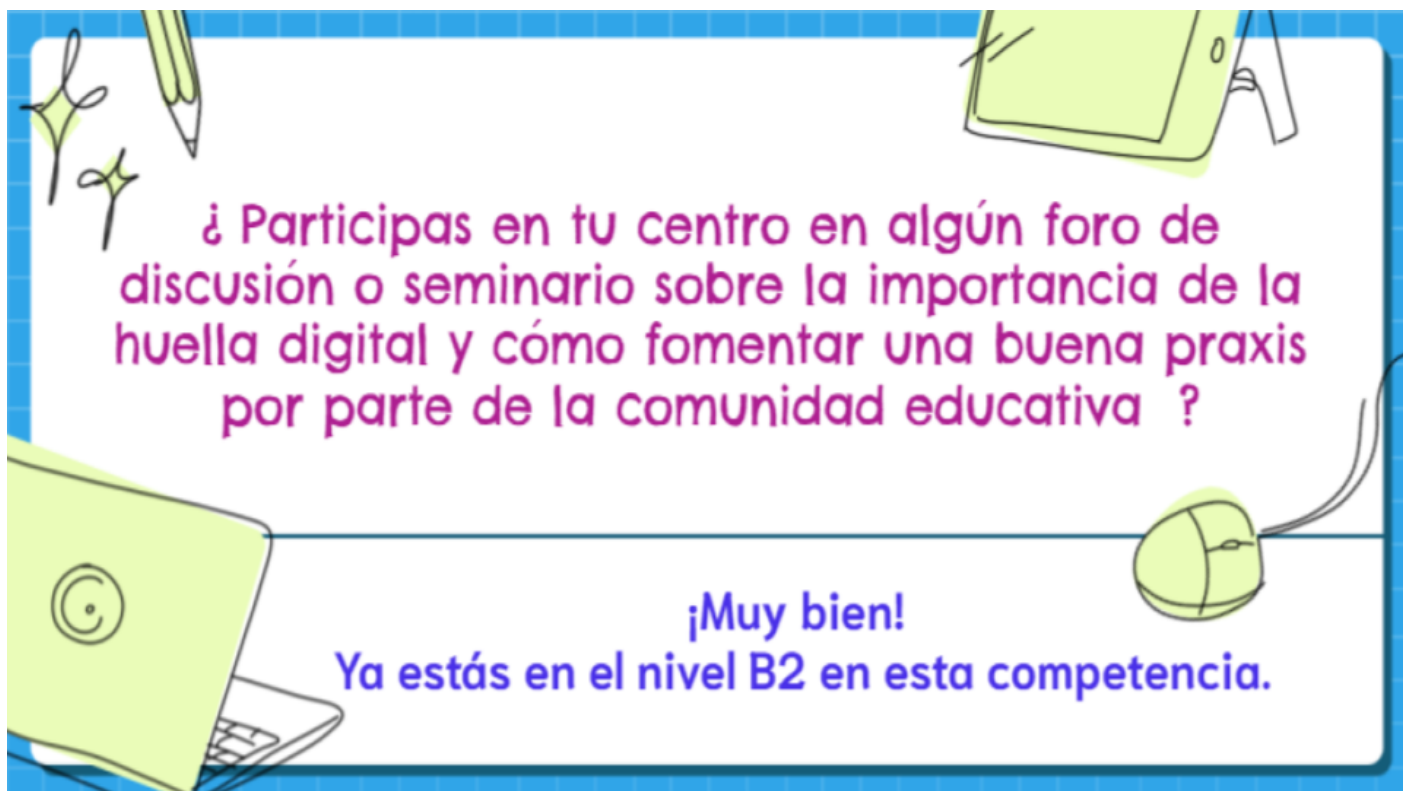 ¿ Participas en tu centro en algún foro de
discusión o seminario sobre la importancia de la
huella digital y cómo fomentar una buena praxis
por parte de la comunidad educativa ?
¡Muy bien!
Ya estás en el nivel B2 en esta competencia.